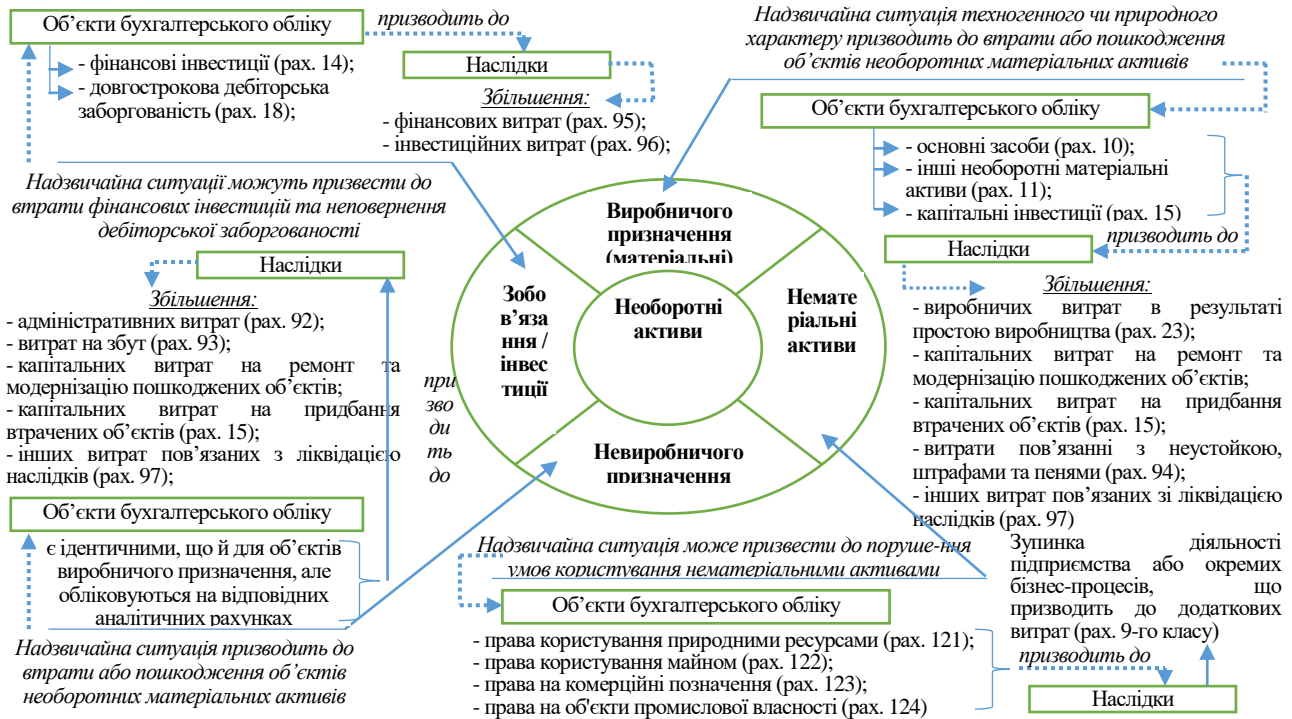 Об’єкти бухгалтерського обліку
призводить до
- фінансові інвестиції (рах. 14);
- довгострокова дебіторська
заборгованість (рах. 18);
Наслідки
Збільшення:
- фінансових витрат (рах. 95);
- інвестиційних витрат (рах. 96);
Надзвичайна ситуації можуть призвести до
втрати фінансових інвестицій та неповернення
дебіторської заборгованості
Надзвичайна ситуація техногенного чи природного
характеру призводить до втрати або пошкодження
об’єктів необоротних матеріальних активів
Об’єкти бухгалтерського обліку
- основні засоби (рах. 10);
- інші необоротні матеріальні
активи (рах. 11);
- капітальні інвестиції (рах. 15)
призводить до
Наслідки
Збільшення:
- виробничих витрат в результаті
простою виробництва (рах. 23);
- капітальних витрат на ремонт та
модернізацію пошкоджених об’єктів;
- капітальних витрат на придбання
втрачених об’єктів (рах. 15);
- витрати пов’язанні з неустойкою,
штрафами та пенями (рах. 94);
- інших витрат пов’язаних зі ліквідацією
наслідків (рах. 97)
Виробничого
призначення
(матеріальні)
Зобо
в’яза
ння /
інвес
тиції
Необоротні
активи
Немате
ріальні
активи
Невиробничого
призначення
Наслідки
Збільшення:
- адміністративних витрат (рах. 92);
- витрат на збут (рах. 93);
- капітальних витрат на ремонт та
модернізацію пошкоджених об’єктів;
- капітальних витрат на придбання
втрачених об’єктів (рах. 15);
- інших витрат пов’язаних з ліквідацією
наслідків (рах. 97);
при
зво
ди
ть
до
Об’єкти бухгалтерського обліку
є ідентичними, що й для об’єктів
виробничого призначення, але
обліковуються на відповідних
аналітичних рахунках
Надзвичайна ситуація призводить до
втрати або пошкодження об’єктів
необоротних матеріальних активів
Надзвичайна ситуація може призвести до поруше-ння
умов користування нематеріальними активами
Об’єкти бухгалтерського обліку
- права користування природними ресурсами (рах. 121);
- права користування майном (рах. 122);
- права на комерційні позначення (рах. 123);
- права на об'єкти промислової власності (рах. 124)
Зупинка діяльності
підприємства або окремих
бізнес-процесів, що
призводить до додаткових
витрат (рах. 9-го класу)
призводить до
Наслідки